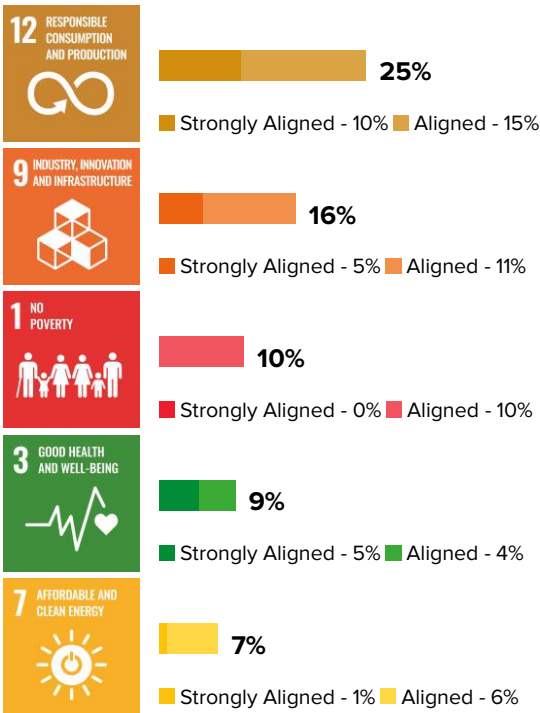 12 RESPONSIBLE
CONSUMPTION
AND PRODUCTION
25%
Strongly Aligned - 10% Aligned - 15%
9 INDUSTRY, INNOVATION
AND INFRASTRUCTURE
16%
Strongly Aligned - 5% Aligned - 11%
1 NO
POVERTY
10%
Strongly Aligned - 0% Aligned - 10%
3 GOOD HEALTH
AND WELL-BEING
9%
Strongly Aligned - 5% Aligned - 4%
7 AFFORDABLE AND
CLEAN ENERGY
7%
Strongly Aligned - 1% Aligned - 6%